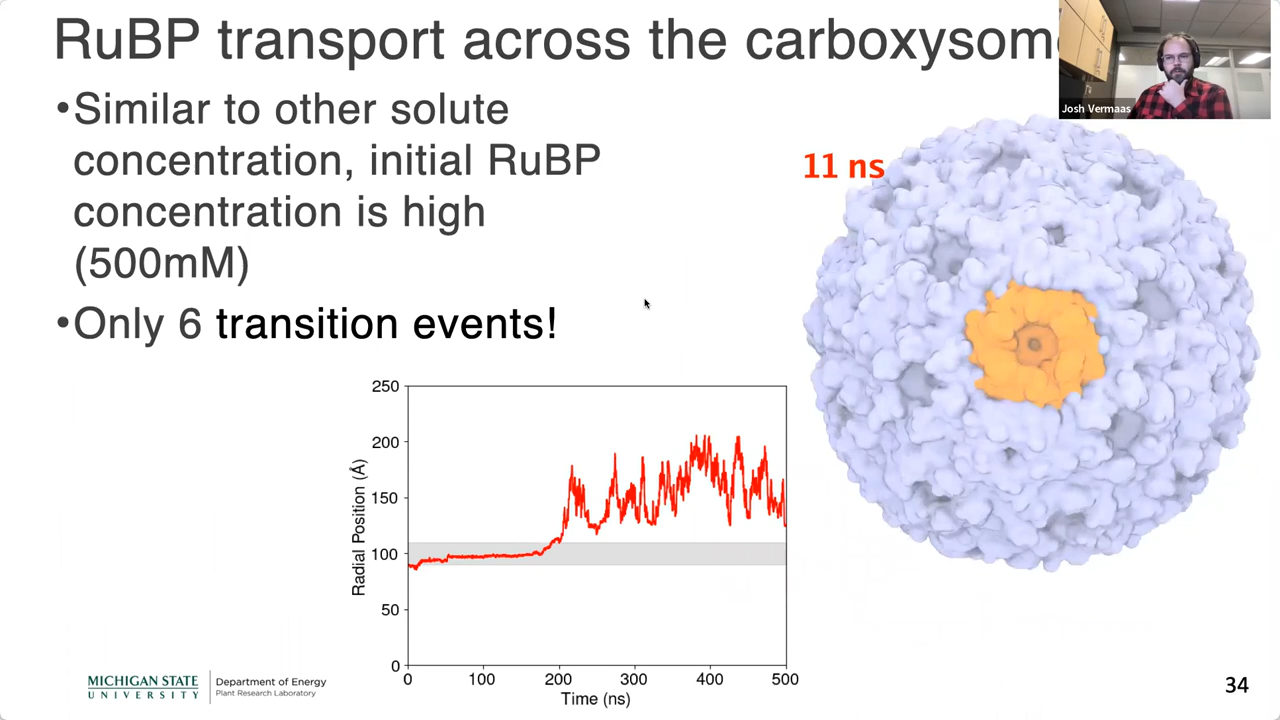 RuBP transport across the carboxysom
Josh Vermaas
•Similar to other solute
concentration, initial RuBP
concentration is high
(500mM)
•Only 6 transition events!
11 ns
250
200
150
100
50
0
Radial Position (Å)
0 100 200 300 400 500
Time (ns)
MICHIGAN STATE
UNIVERSITY
Department of Energy
Plant Research Laboratory
34